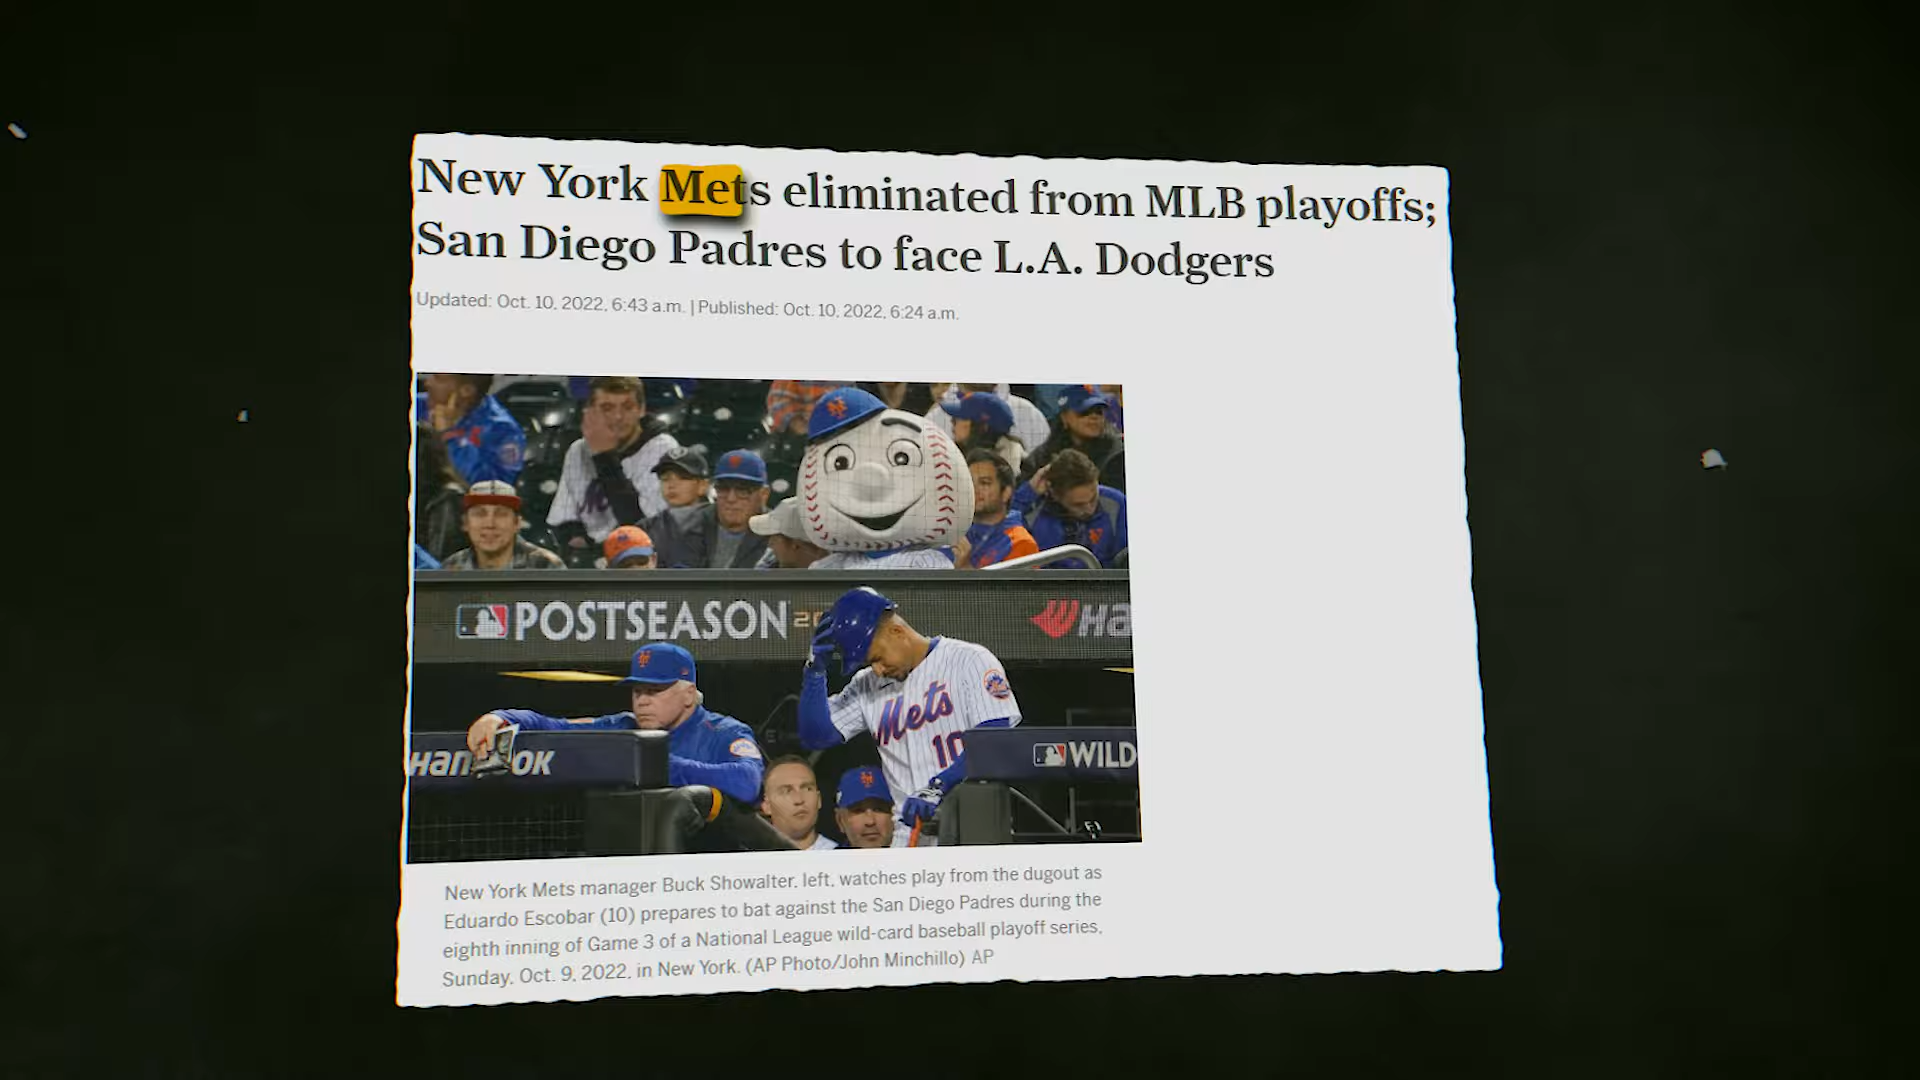 New York Mets eliminated from MLB playoffs;
San Diego Padres to face L.A. Dodgers
Updated: Oct. 10, 2022, 6:43 a.m. | Published: Oct. 10, 2022, 6:24 a.m.
POSTSEASON
Mets
10
HANKOOK
WILD
New York Mets manager Buck Showalter, left, watches play from the dugout as
Eduardo Escobar (10) prepares to bat against the San Diego Padres during the
eighth inning of Game 3 of a National League wild-card baseball playoff series,
Sunday, Oct. 9, 2022, in New York. (AP Photo/John Minchillo) AP